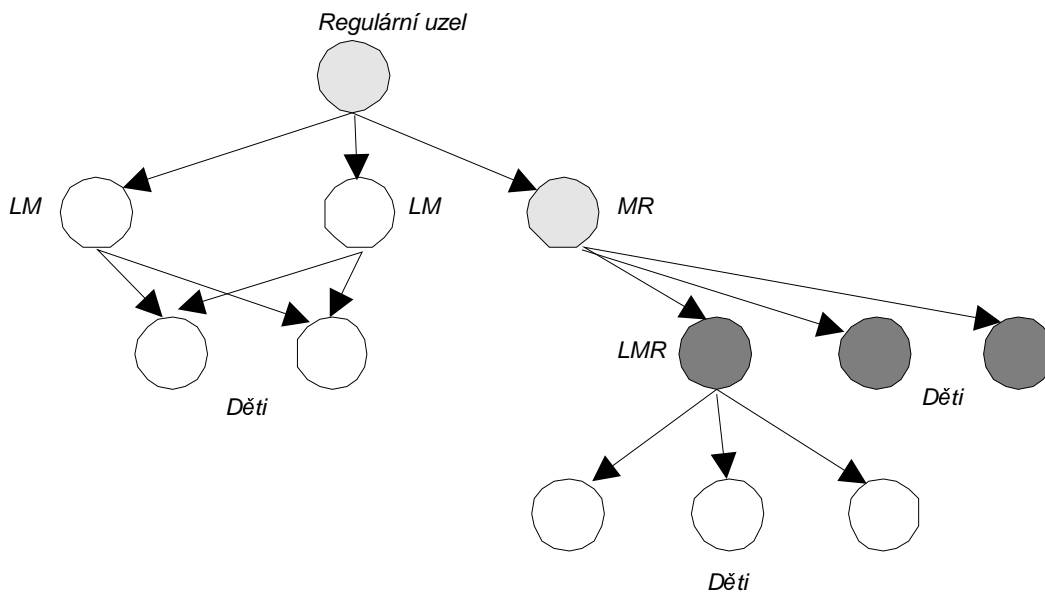 Regulární uzel
LM
LM
MR
LMR
Děti
Děti
Děti